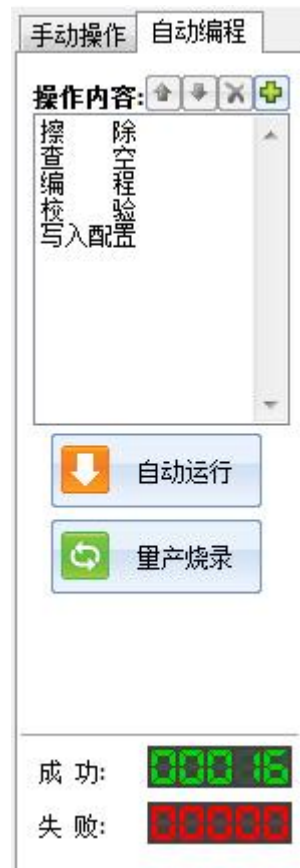 手动操作 自动编程
操作内容:
擦 除
查 空
编 程
校 验
写入配置
自动运行
量产烧录
成 功: 00016
失 败: 00000